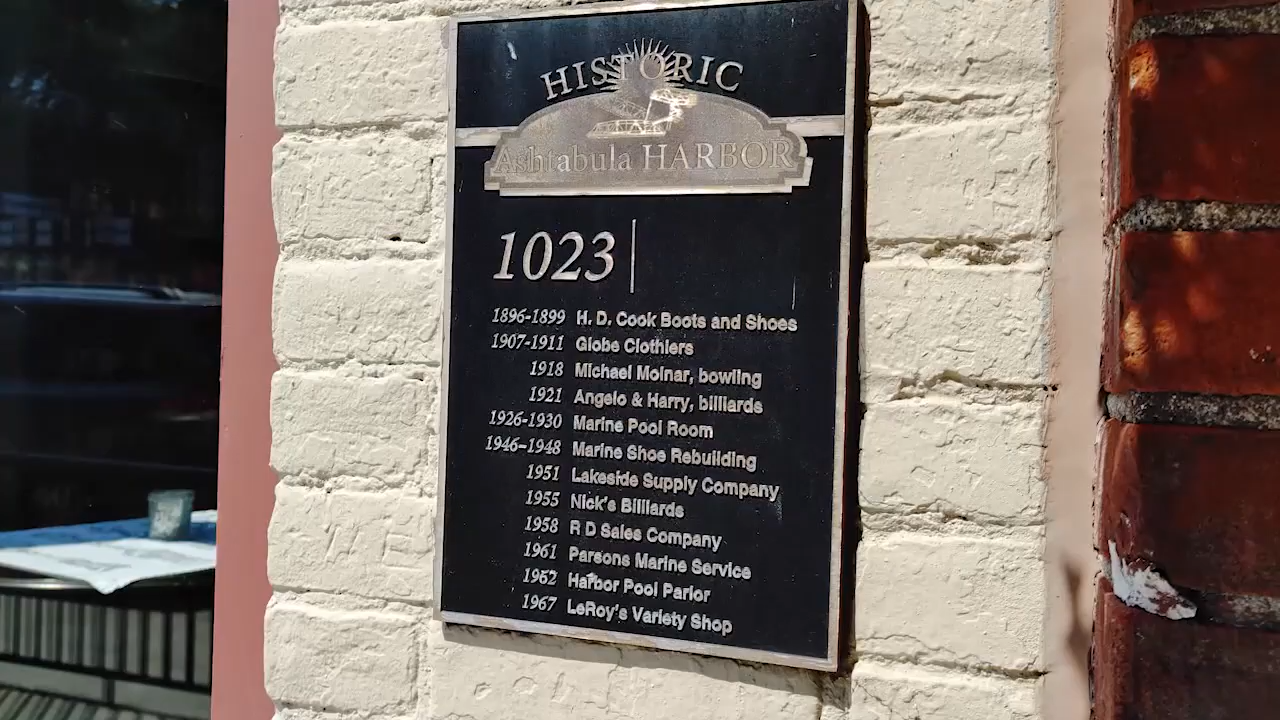 HISTORIC
Ashtabula HARBOR
1023
1896-1899 H. D. Cook Boots and Shoes
1907-1911 Globe Clothiers
1918 Michael Molnar, bowling
1921 Angelo & Harry, billiards
1926-1930 Marine Pool Room
1946-1948 Marine Shoe Rebuilding
1951 Lakeside Supply Company
1955 Nick's Billiards
1958 R D Sales Company
1961 Parsons Marine Service
1962 Harbor Pool Parlor
1967 LeRoy's Variety Shop